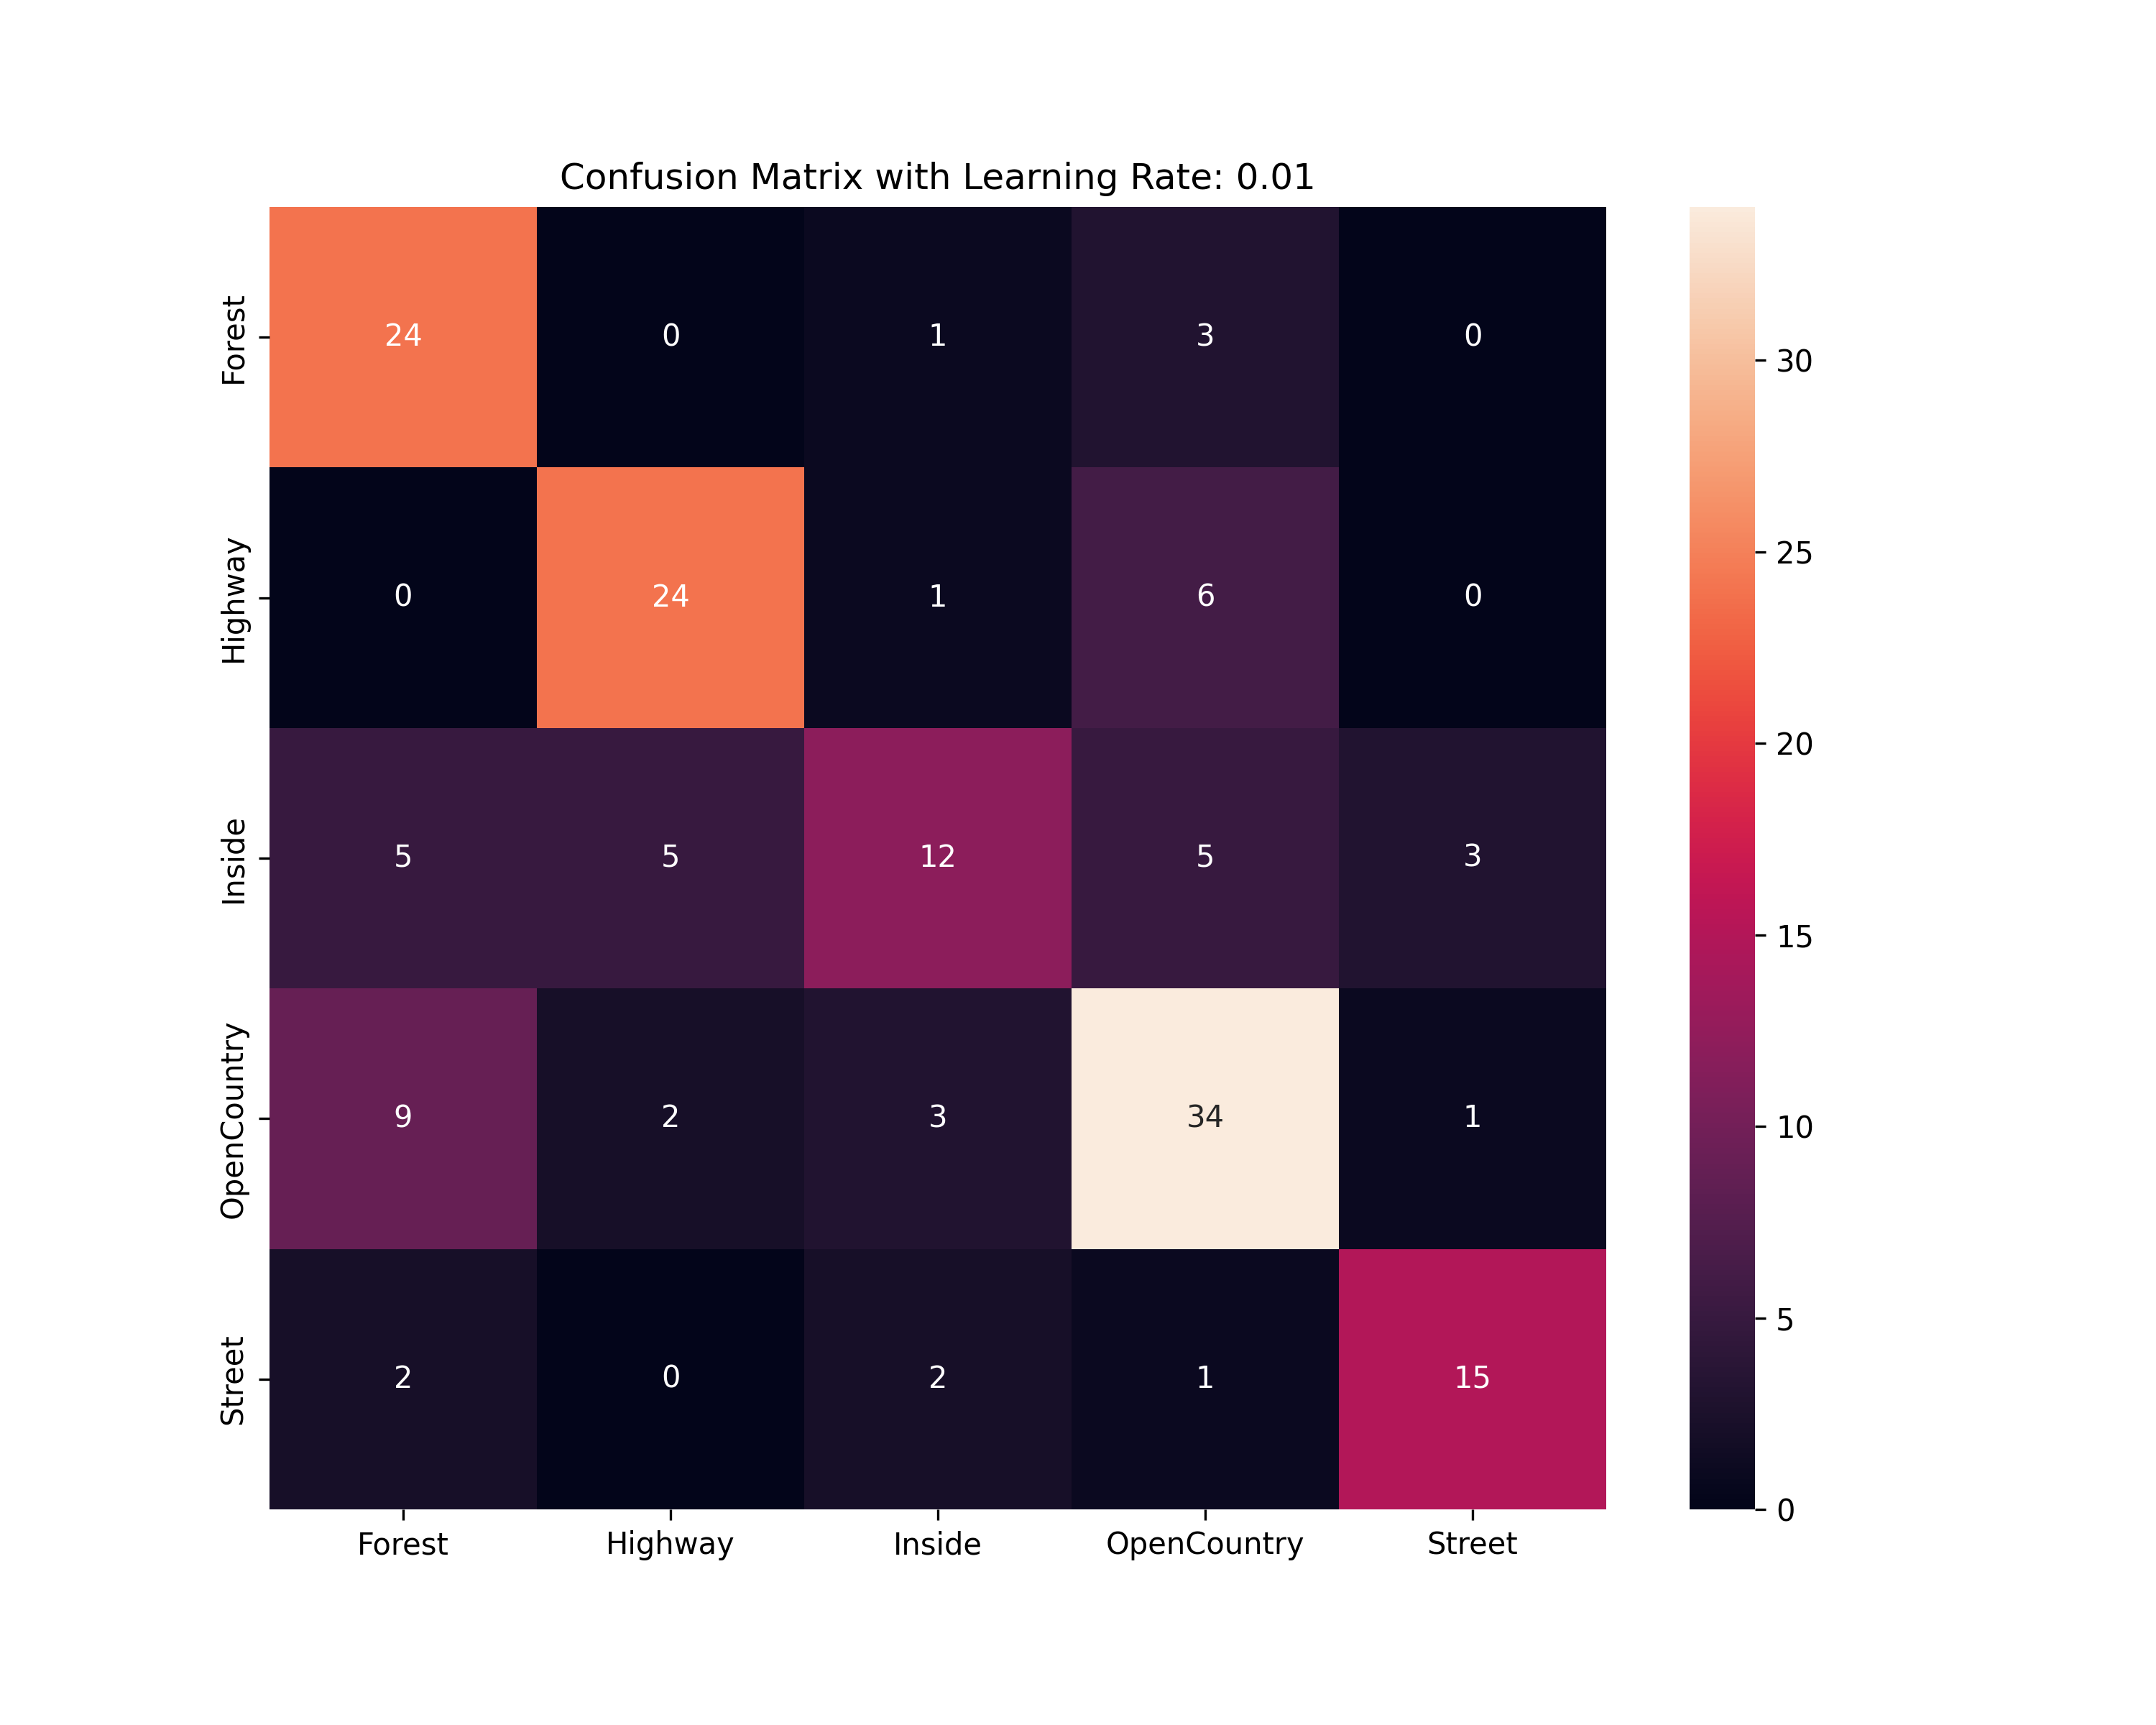 Confusion Matrix with Learning Rate: 0.01
Forest 24 0 1 3 0
Highway 0 24 1 6 0
Inside 5 5 12 5 3
OpenCountry 9 2 3 34 1
Street 2 0 2 1 15
Forest Highway Inside OpenCountry Street
30
25
20
15
10
5
0